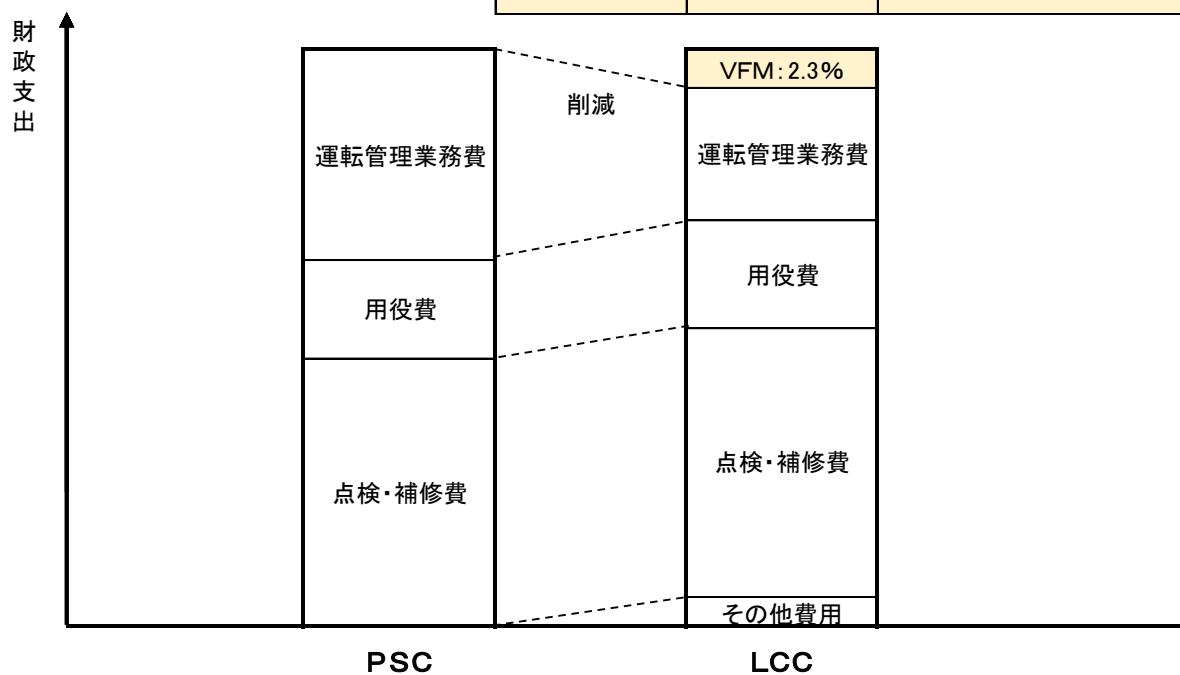 財政支出
VFM:2.3%
削減
運転管理業務費
運転管理業務費
用役費
用役費
点検・補修費
点検・補修費
その他費用
PSC
LCC